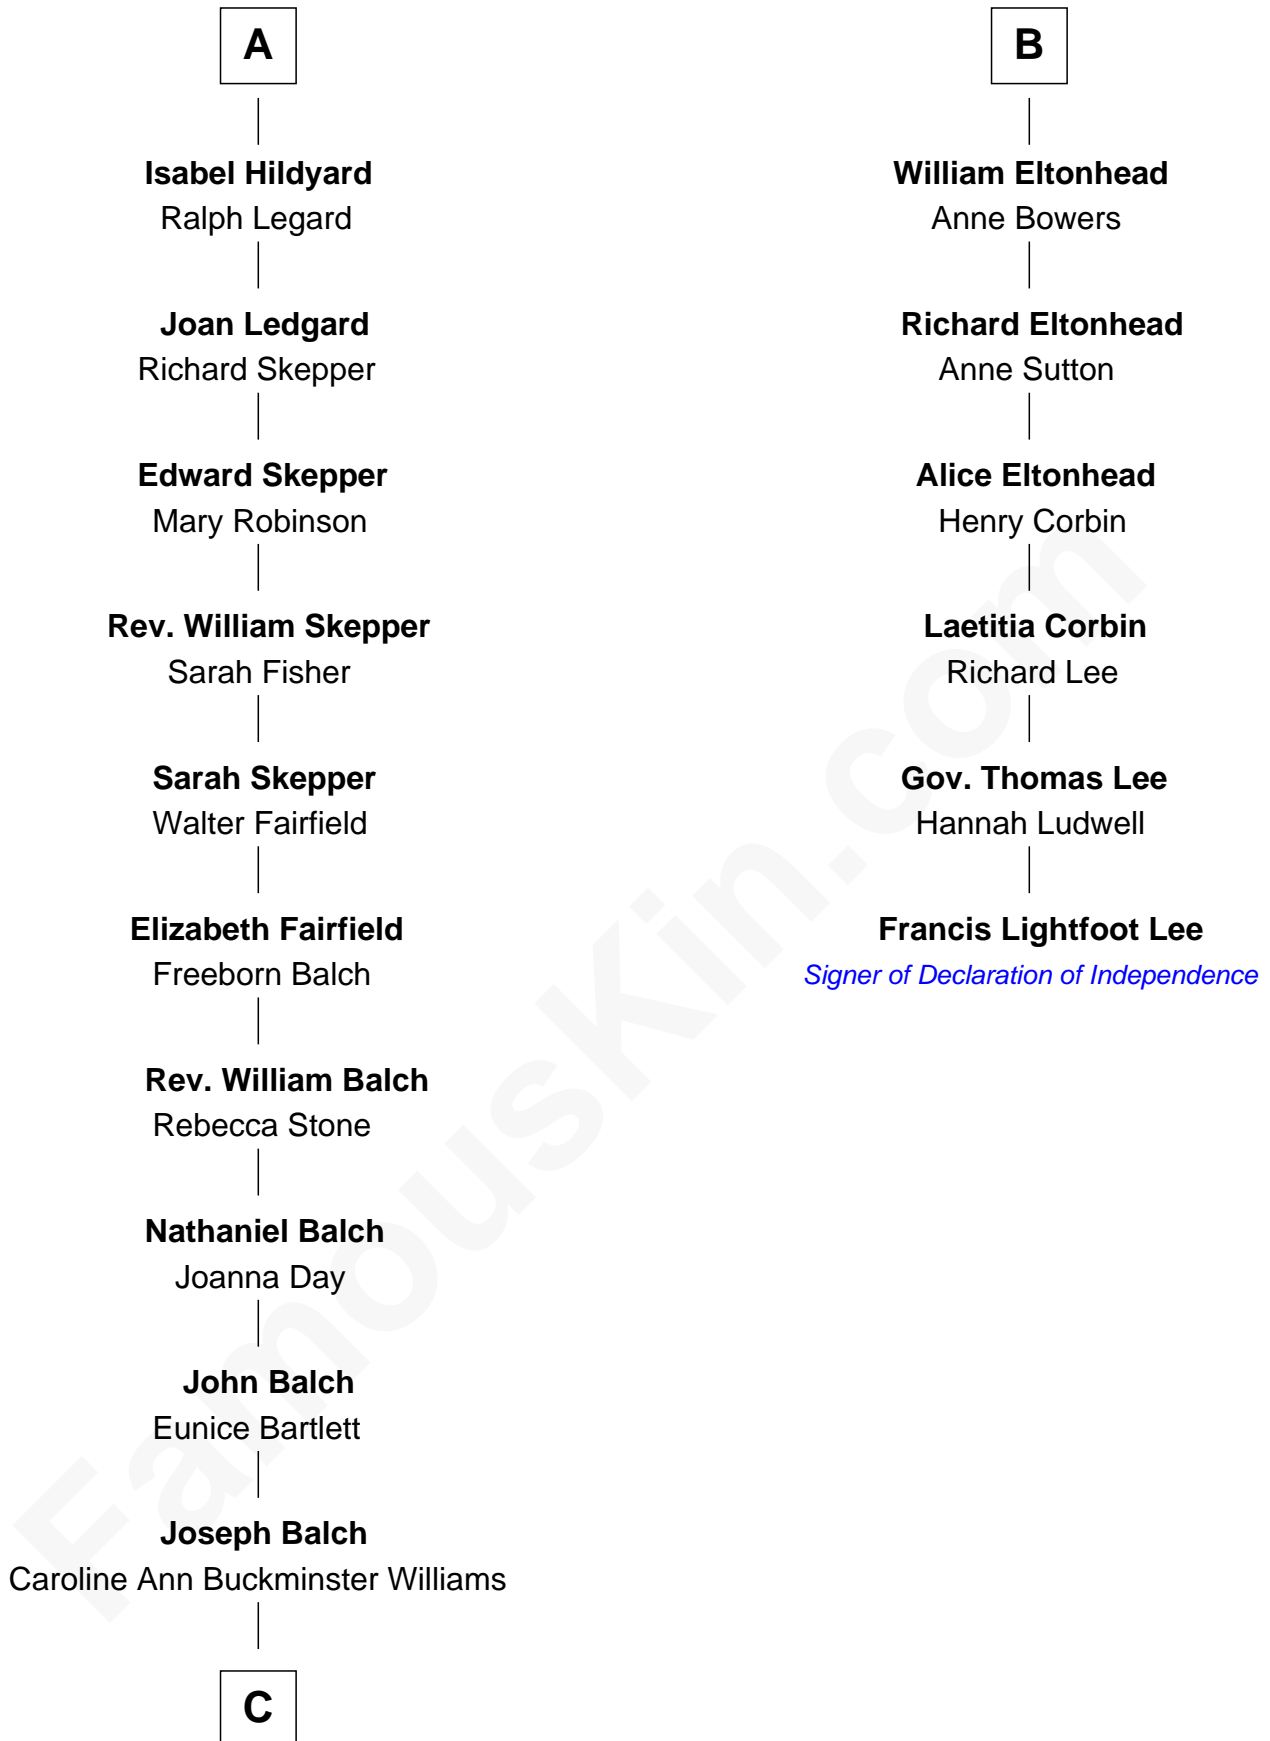 A
Isabel Hildyard
Ralph Legard
Joan Ledgard
Richard Skepper
Edward Skepper
Mary Robinson
Rev. William Skepper
Sarah Fisher
Sarah Skepper
Walter Fairfield
Elizabeth Fairfield
Freeborn Balch
Rev. William Balch
Rebecca Stone
Nathaniel Balch
Joanna Day
John Balch
Eunice Bartlett
Joseph Balch
Caroline Ann Buckminster Williams
C
B
William Eltonhead
Anne Bowers
Richard Eltonhead
Anne Sutton
Alice Eltonhead
Henry Corbin
Laetitia Corbin
Richard Lee
Gov. Thomas Lee
Hannah Ludwell
Francis Lightfoot Lee
Signer of Declaration of Independence
FamousKin.com